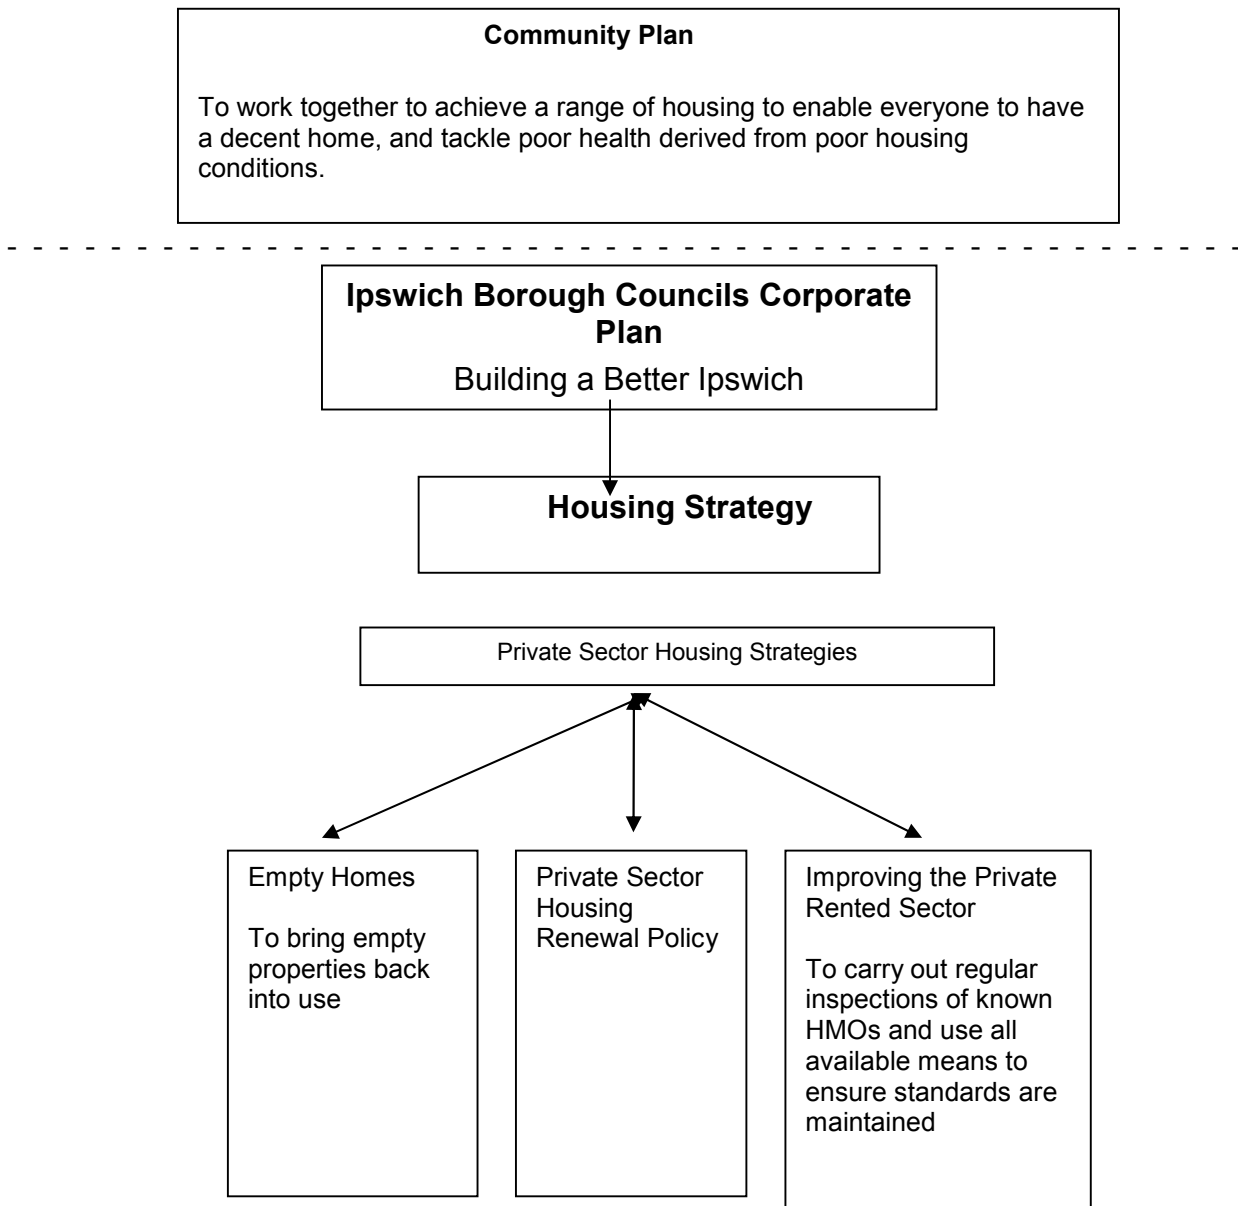 Community Plan
To work together to achieve a range of housing to enable everyone to have
a decent home, and tackle poor health derived from poor housing
conditions.
Ipswich Borough Councils Corporate
Plan
Building a Better Ipswich
Housing Strategy
Private Sector Housing Strategies
Empty Homes
To bring empty
properties back
into use
Private Sector
Housing
Renewal Policy
Improving the Private
Rented Sector
To carry out regular
inspections of known
HMOs and use all
available means to
ensure standards are
maintained